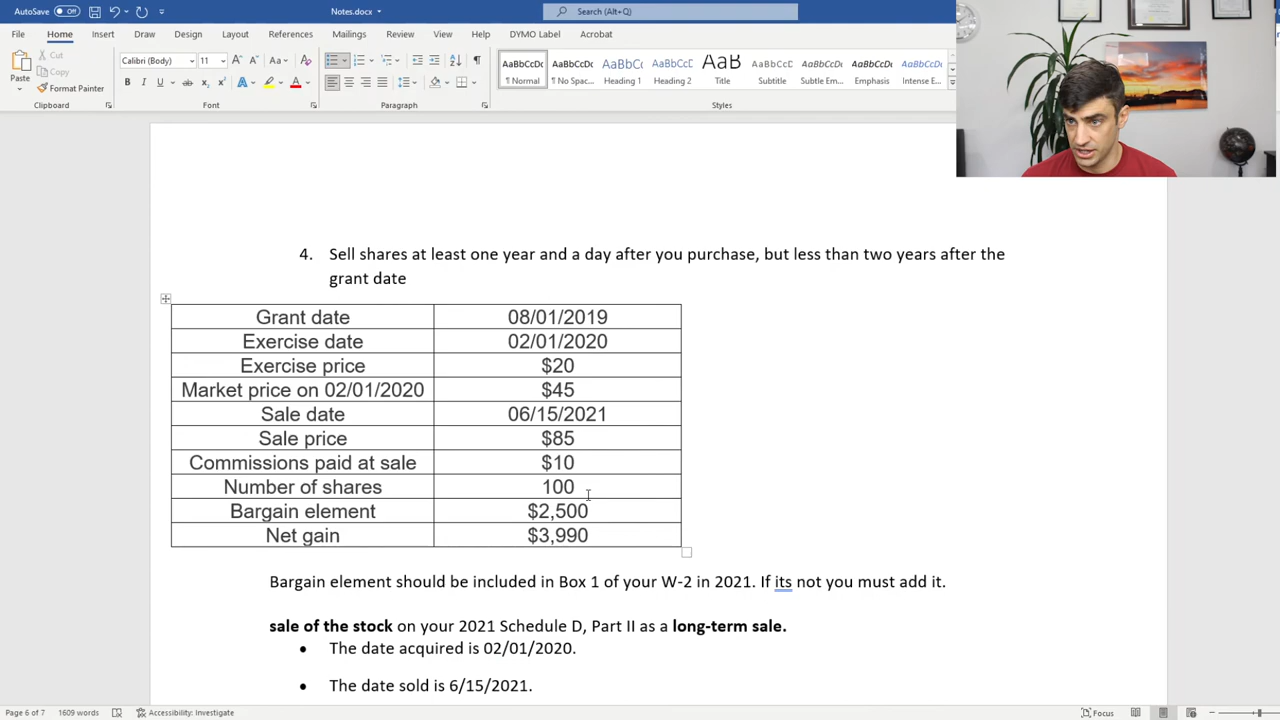 AutoSave Off
Notes.docx
Search (Alt+Q)
File Home Insert Draw Design Layout References Mailings Review View Help DYMO Label Acrobat
Paste
Cut
Copy
Format Painter
Clipboard
Calibri (Body) 11
Font
Paragraph
AaBbCcDc AaBbCcDc AaBbCc AaBbCcC AaB AaBbCcC AaBbCcDc AaBbCcDc AaBbCcDc
¶ Normal ¶ No Spac... Heading 1 Heading 2 Title Subtitle Subtle Em... Emphasis Intense E...
Styles
4. Sell shares at least one year and a day after you purchase, but less than two years after the
grant date
Grant date 08/01/2019
Exercise date 02/01/2020
Exercise price $20
Market price on 02/01/2020 $45
Sale date 06/15/2021
Sale price $85
Commissions paid at sale $10
Number of shares 100
Bargain element $2,500
Net gain $3,990
Bargain element should be included in Box 1 of your W-2 in 2021. If its not you must add it.
sale of the stock on your 2021 Schedule D, Part II as a long-term sale.
• The date acquired is 02/01/2020.
• The date sold is 6/15/2021.
Page 6 of 7 1609 words Accessibility: Investigate Focus